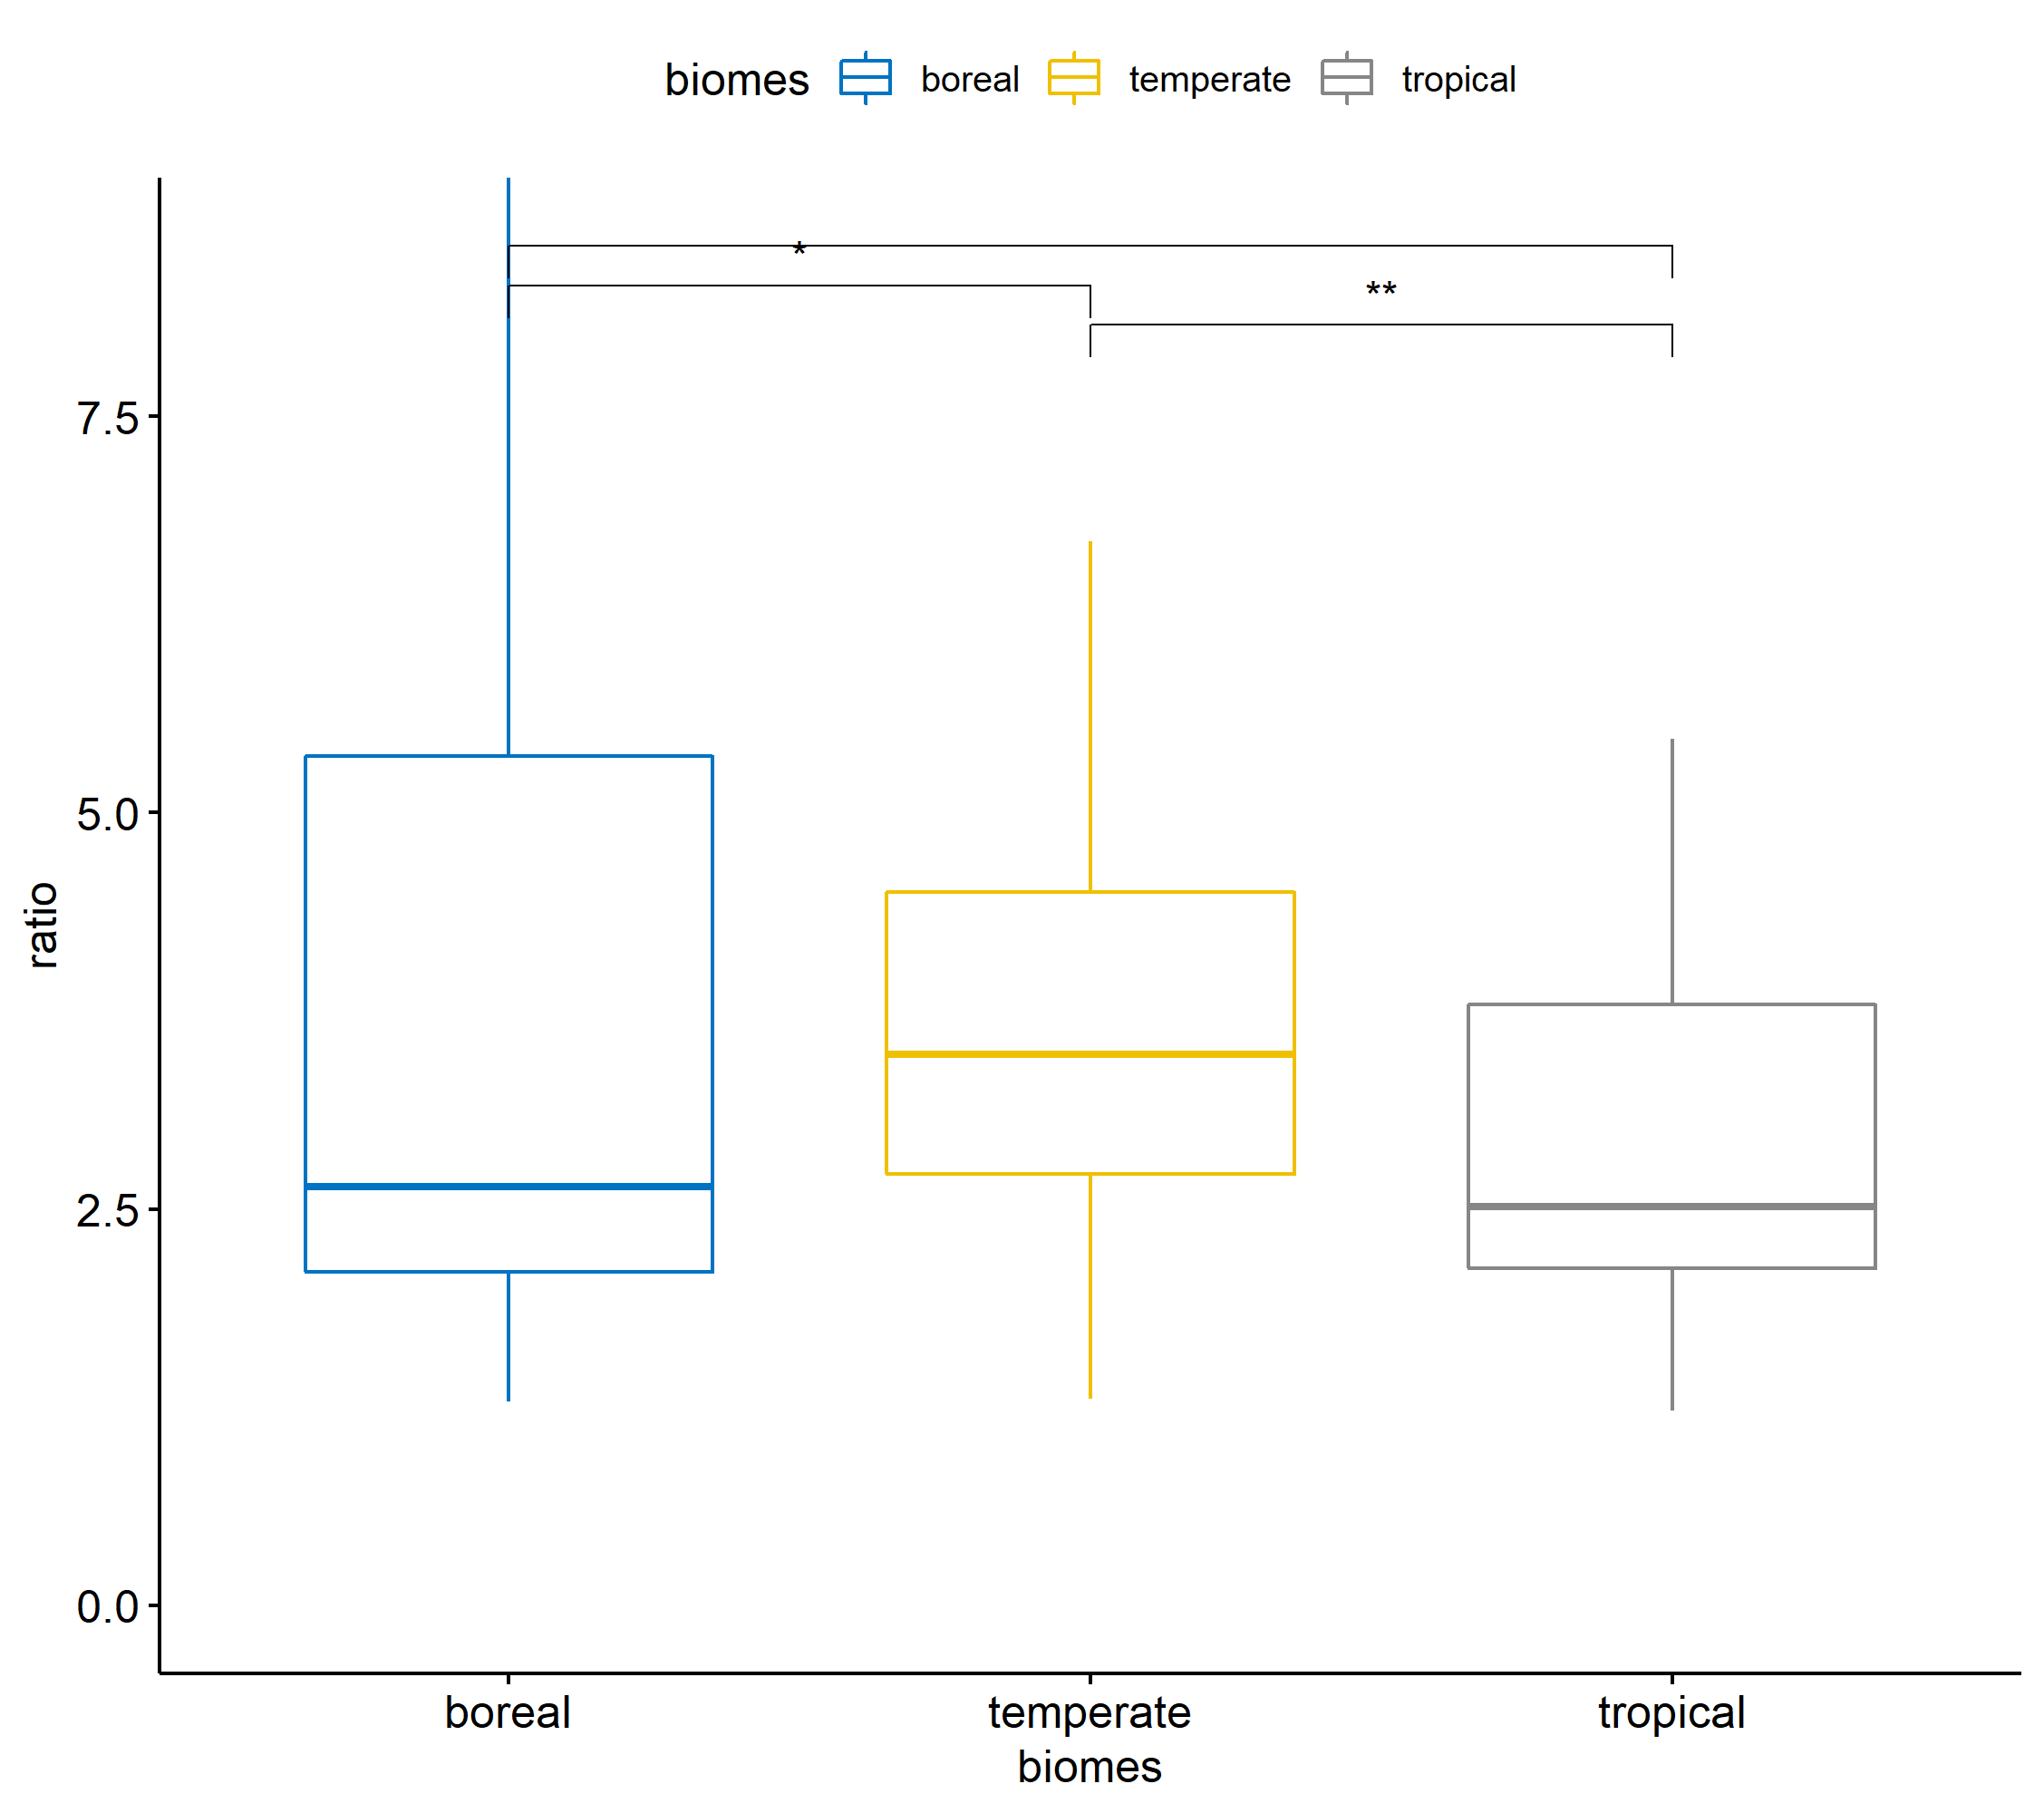 biomes boreal temperate tropical
*
**
7.5
5.0
2.5
0.0
ratio
boreal temperate tropical
biomes